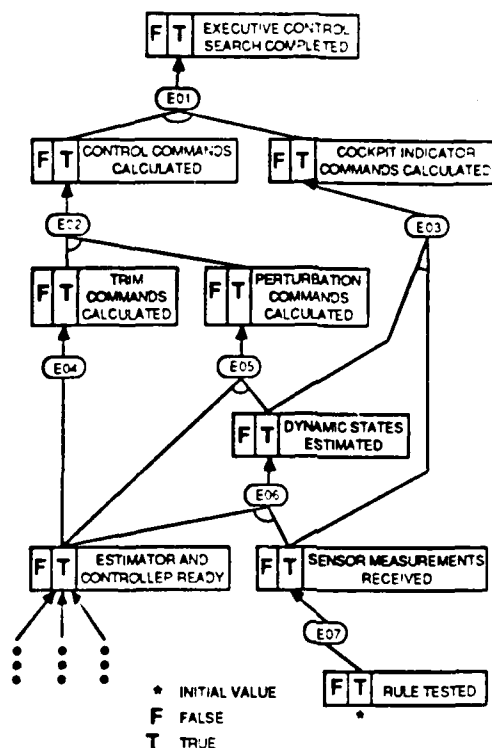 F T EXECUTIVE CONTROL
SEARCH COMPLETED
E01
F T CONTROL COMMANDS
CALCULATED
F T COCKPIT INDICATOR
COMMANDS CALCULATED
E02
E03
F T TRIM
COMMANDS
CALCULATED
F T PERTURBATION
COMMANDS
CALCULATED
E04
E05
F T DYNAMIC STATES
ESTIMATED
E06
F T ESTIMATOR AND
CONTROLLER READY
F T SENSOR MEASUREMENTS
RECEIVED
E07
F T RULE TESTED
*
* INITIAL VALUE
F FALSE
T TRUE